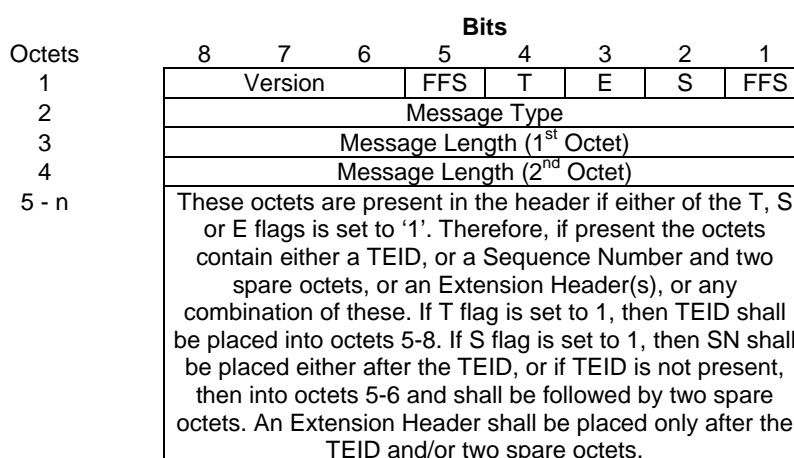 Bits
Octets 8 7 6 5 4 3 2 1
1 Version FFS T E S FFS
2 Message Type
3 Message Length (1st Octet)
4 Message Length (2nd Octet)
5 - n These octets are present in the header if either of the T, S
or E flags is set to ‘1’. Therefore, if present the octets
contain either a TEID, or a Sequence Number and two
spare octets, or an Extension Header(s), or any
combination of these. If T flag is set to 1, then TEID shall
be placed into octets 5-8. If S flag is set to 1, then SN shall
be placed either after the TEID, or if TEID is not present,
then into octets 5-6 and shall be followed by two spare
octets. An Extension Header shall be placed only after the
TEID and/or two spare octets.